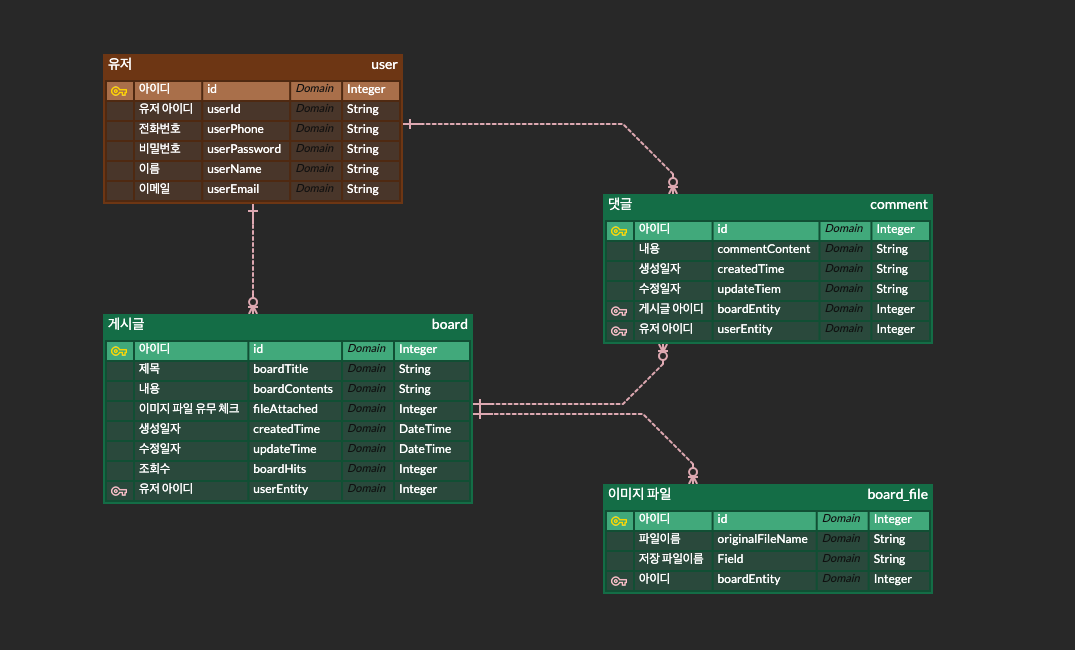 유저 user
아이디 id Domain Integer
유저 아이디 userId Domain String
전화번호 userPhone Domain String
비밀번호 userPassword Domain String
이름 userName Domain String
이메일 userEmail Domain String
댓글 comment
아이디 id Domain Integer
내용 commentContent Domain String
생성일자 createdTime Domain String
수정일자 updateTiem Domain String
게시글 아이디 boardEntity Domain Integer
유저 아이디 userEntity Domain Integer
게시글 board
아이디 id Domain Integer
제목 boardTitle Domain String
내용 boardContents Domain String
이미지 파일 유무 체크 fileAttached Domain Integer
생성일자 createdTime Domain DateTime
수정일자 updateTime Domain DateTime
조회수 boardHits Domain Integer
유저 아이디 userEntity Domain Integer
이미지 파일 board_file
아이디 id Domain Integer
파일이름 originalFileName Domain String
저장 파일이름 Field Domain String
아이디 boardEntity Domain Integer